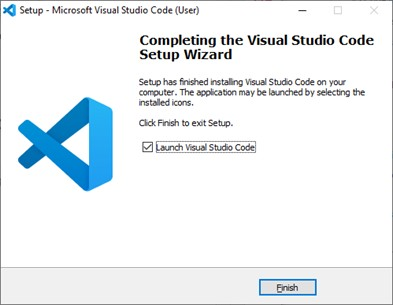 Setup - Microsoft Visual Studio Code (User)
Completing the Visual Studio Code
Setup Wizard
Setup has finished installing Visual Studio Code on your
computer. The application may be launched by selecting the
installed icons.
Click Finish to exit Setup.
Launch Visual Studio Code
Finish